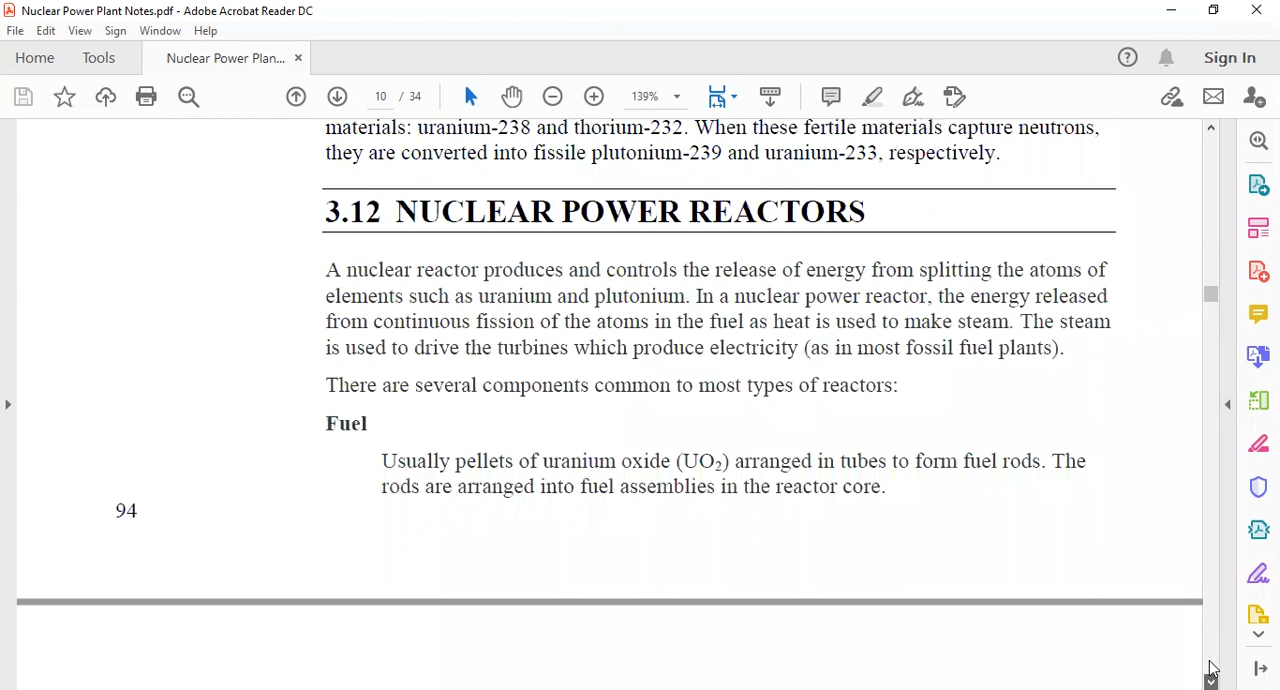 Nuclear Power Plant Notes.pdf - Adobe Acrobat Reader DC
File Edit View Sign Window Help
Home Tools Nuclear Power Plan... × Sign In
10 / 34 139%
materials: uranium-238 and thorium-232. When these fertile materials capture neutrons,
they are converted into fissile plutonium-239 and uranium-233, respectively.
3.12 NUCLEAR POWER REACTORS
A nuclear reactor produces and controls the release of energy from splitting the atoms of
elements such as uranium and plutonium. In a nuclear power reactor, the energy released
from continuous fission of the atoms in the fuel as heat is used to make steam. The steam
is used to drive the turbines which produce electricity (as in most fossil fuel plants).
There are several components common to most types of reactors:
Fuel
Usually pellets of uranium oxide (UO₂) arranged in tubes to form fuel rods. The
rods are arranged into fuel assemblies in the reactor core.
94